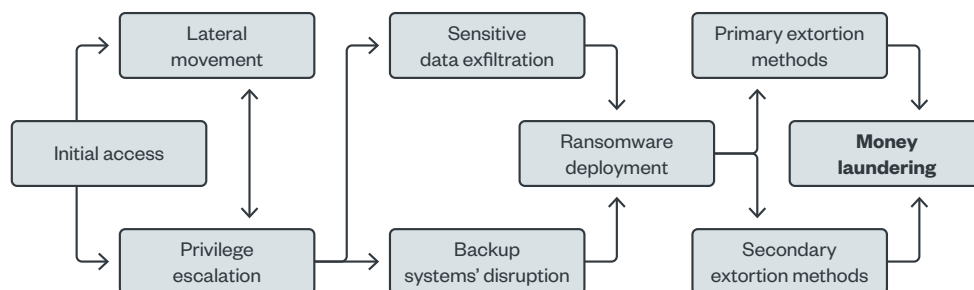 Lateral
movement
Sensitive
data exfiltration
Primary extortion
methods
Initial access
Ransomware
deployment
Money
laundering
Privilege
escalation
Backup
systems’ disruption
Secondary
extortion methods